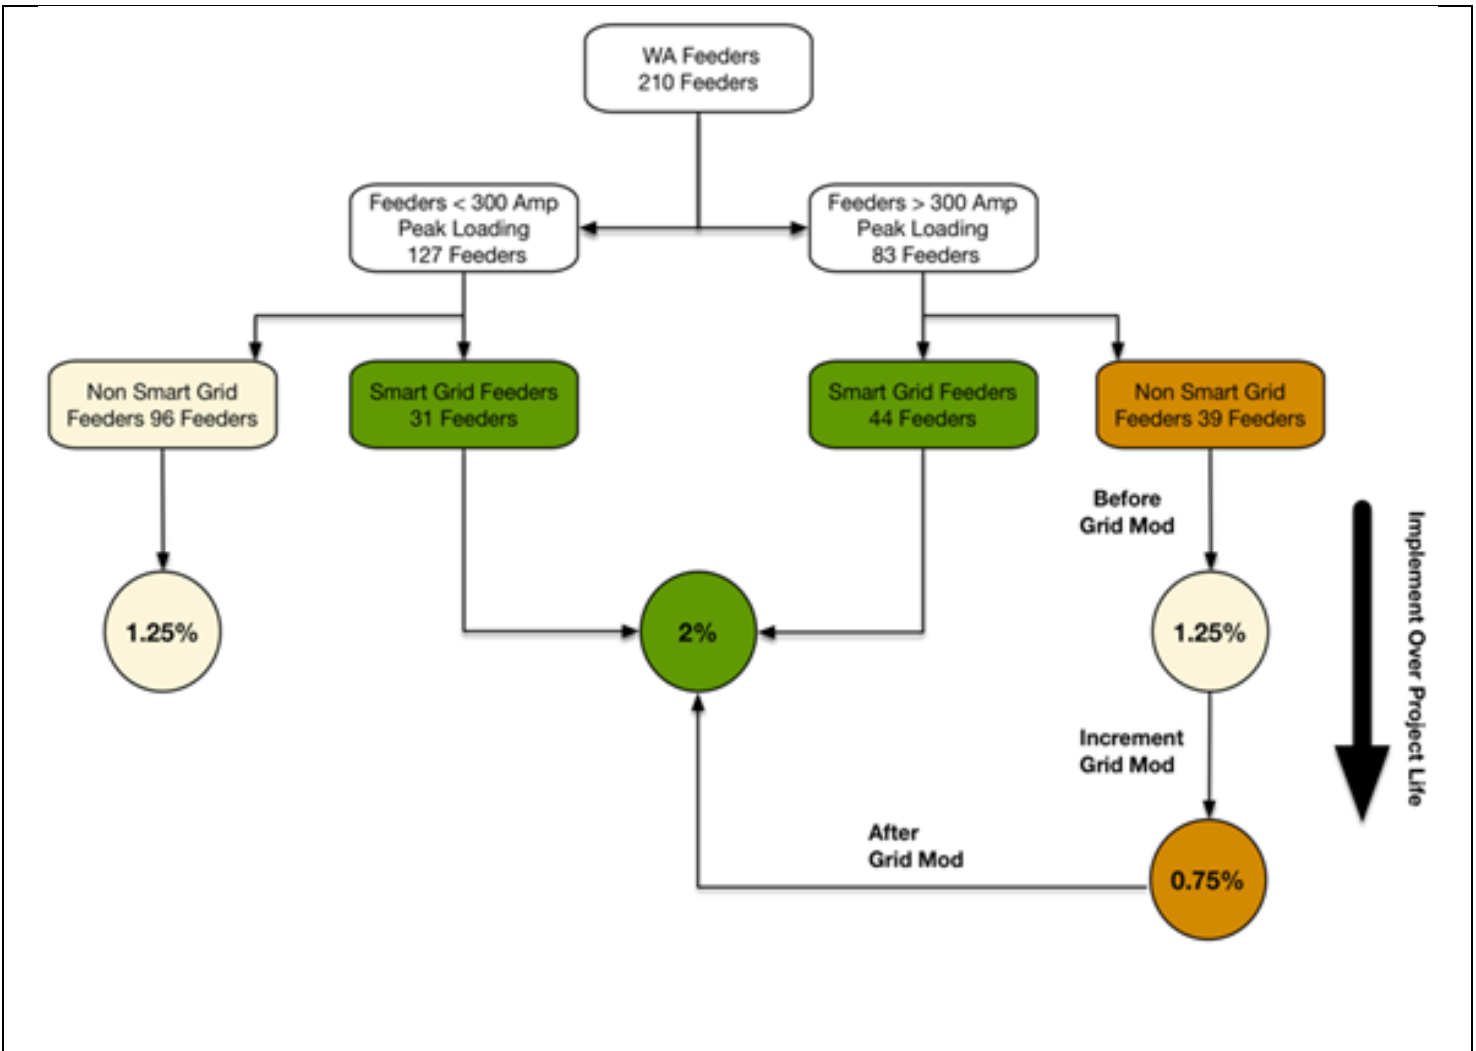 WA Feeders
210 Feeders
Feeders < 300 Amp
Peak Loading
127 Feeders
Feeders > 300 Amp
Peak Loading
83 Feeders
Non Smart Grid
Feeders 96 Feeders
Smart Grid Feeders
31 Feeders
Smart Grid Feeders
44 Feeders
Non Smart Grid
Feeders 39 Feeders
Before
Grid Mod
1.25%
2%
1.25%
Implement Over Project Life
Increment
Grid Mod
After
Grid Mod
0.75%